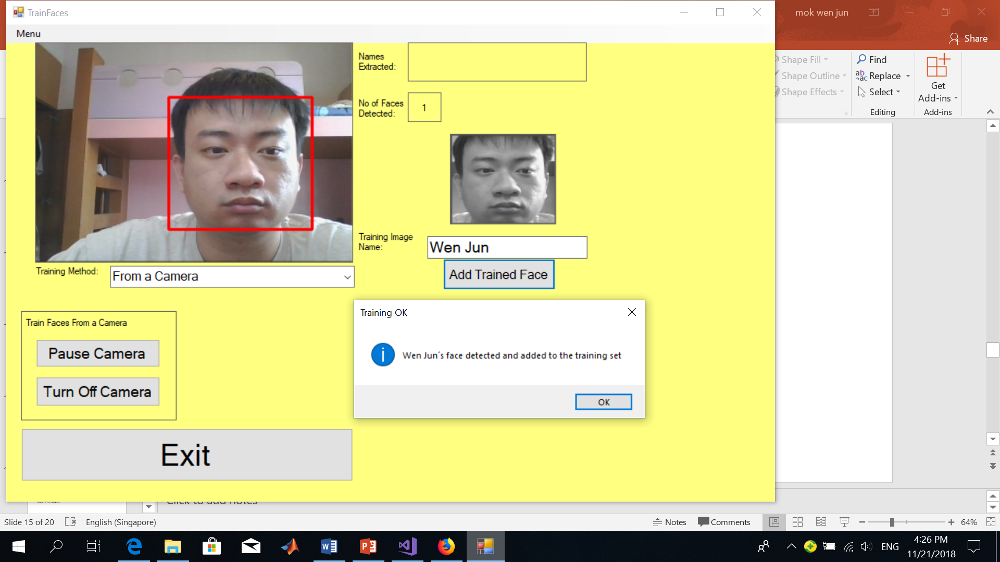 TrainFaces
mok wen jun
Menu
Share
Names
Extracted:
No of Faces
Detected:
1
Shape Fill
Shape Outline
Shape Effects
Find
Replace
Select
Editing
Get
Add-ins
Add-ins
Training Image
Name:
Wen Jun
Add Trained Face
Training Method:
From a Camera
Train Faces From a Camera
Pause Camera
Turn Off Camera
Exit
Training OK
Wen Jun´s face detected and added to the training set
OK
Click to add notes
Slide 15 of 20
English (Singapore)
Notes
Comments
64%
ENG
4:26 PM
11/21/2018